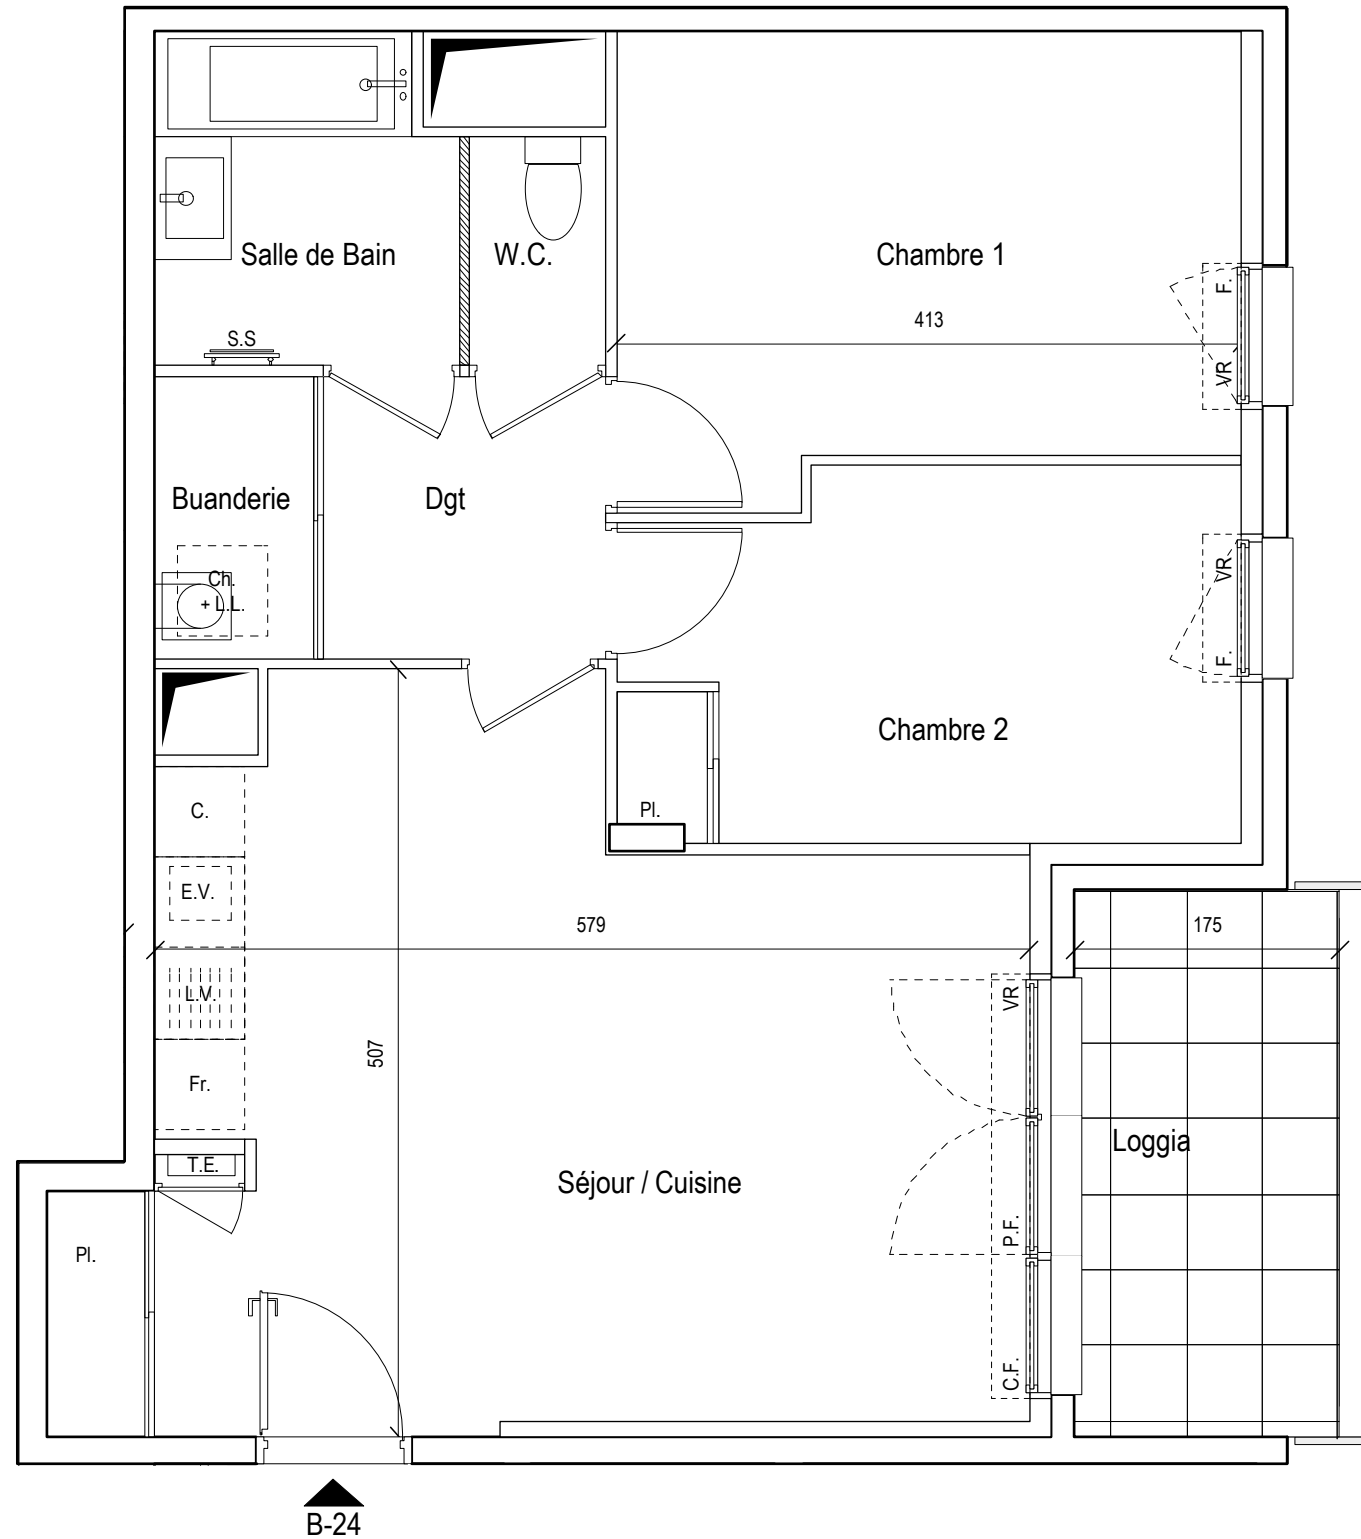 Salle de Bain
W.C.
Chambre 1
F.
413
S.S
VR
Buanderie
Dgt
Ch.
+ L.L.
VR
F.
Chambre 2
C.
Pl.
E.V.
579
175
L.V.
VR
507
Fr.
Loggia
T.E.
Séjour / Cuisine
P.F.
Pl.
C.F.
B-24